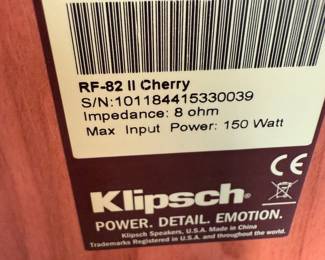 RF-82 II Cherry
S/N:101184415330039
Impedance: 8 ohm
Max Input Power: 150 Watt
CE
Klipsch®
POWER. DETAIL. EMOTION.
Klipsch Speakers, U.S.A. Made in China
Trademarks Registered in U.S.A. and throughout the world.